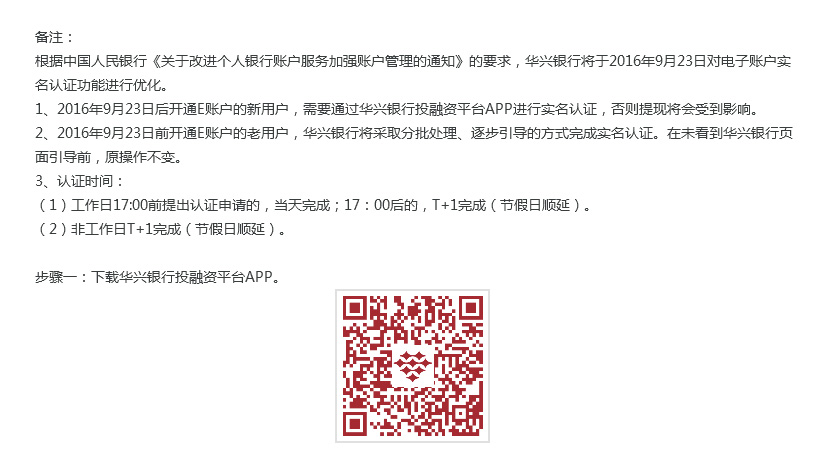 备注：
根据中国人民银行《关于改进个人银行账户服务加强账户管理的通知》的要求，华兴银行将于2016年9月23日对电子账户实
名认证功能进行优化。
1、2016年9月23日后开通E账户的新用户，需要通过华兴银行投融资平台APP进行实名认证，否则提现将会受到影响。
2、2016年9月23日前开通E账户的老用户，华兴银行将采取分批处理、逐步引导的方式完成实名认证。在未看到华兴银行页
面引导前，原操作不变。
3、认证时间：
（1）工作日17:00前提出认证申请的，当天完成；17：00后的，T+1完成（节假日顺延）。
（2）非工作日T+1完成（节假日顺延）。
步骤一：下载华兴银行投融资平台APP。